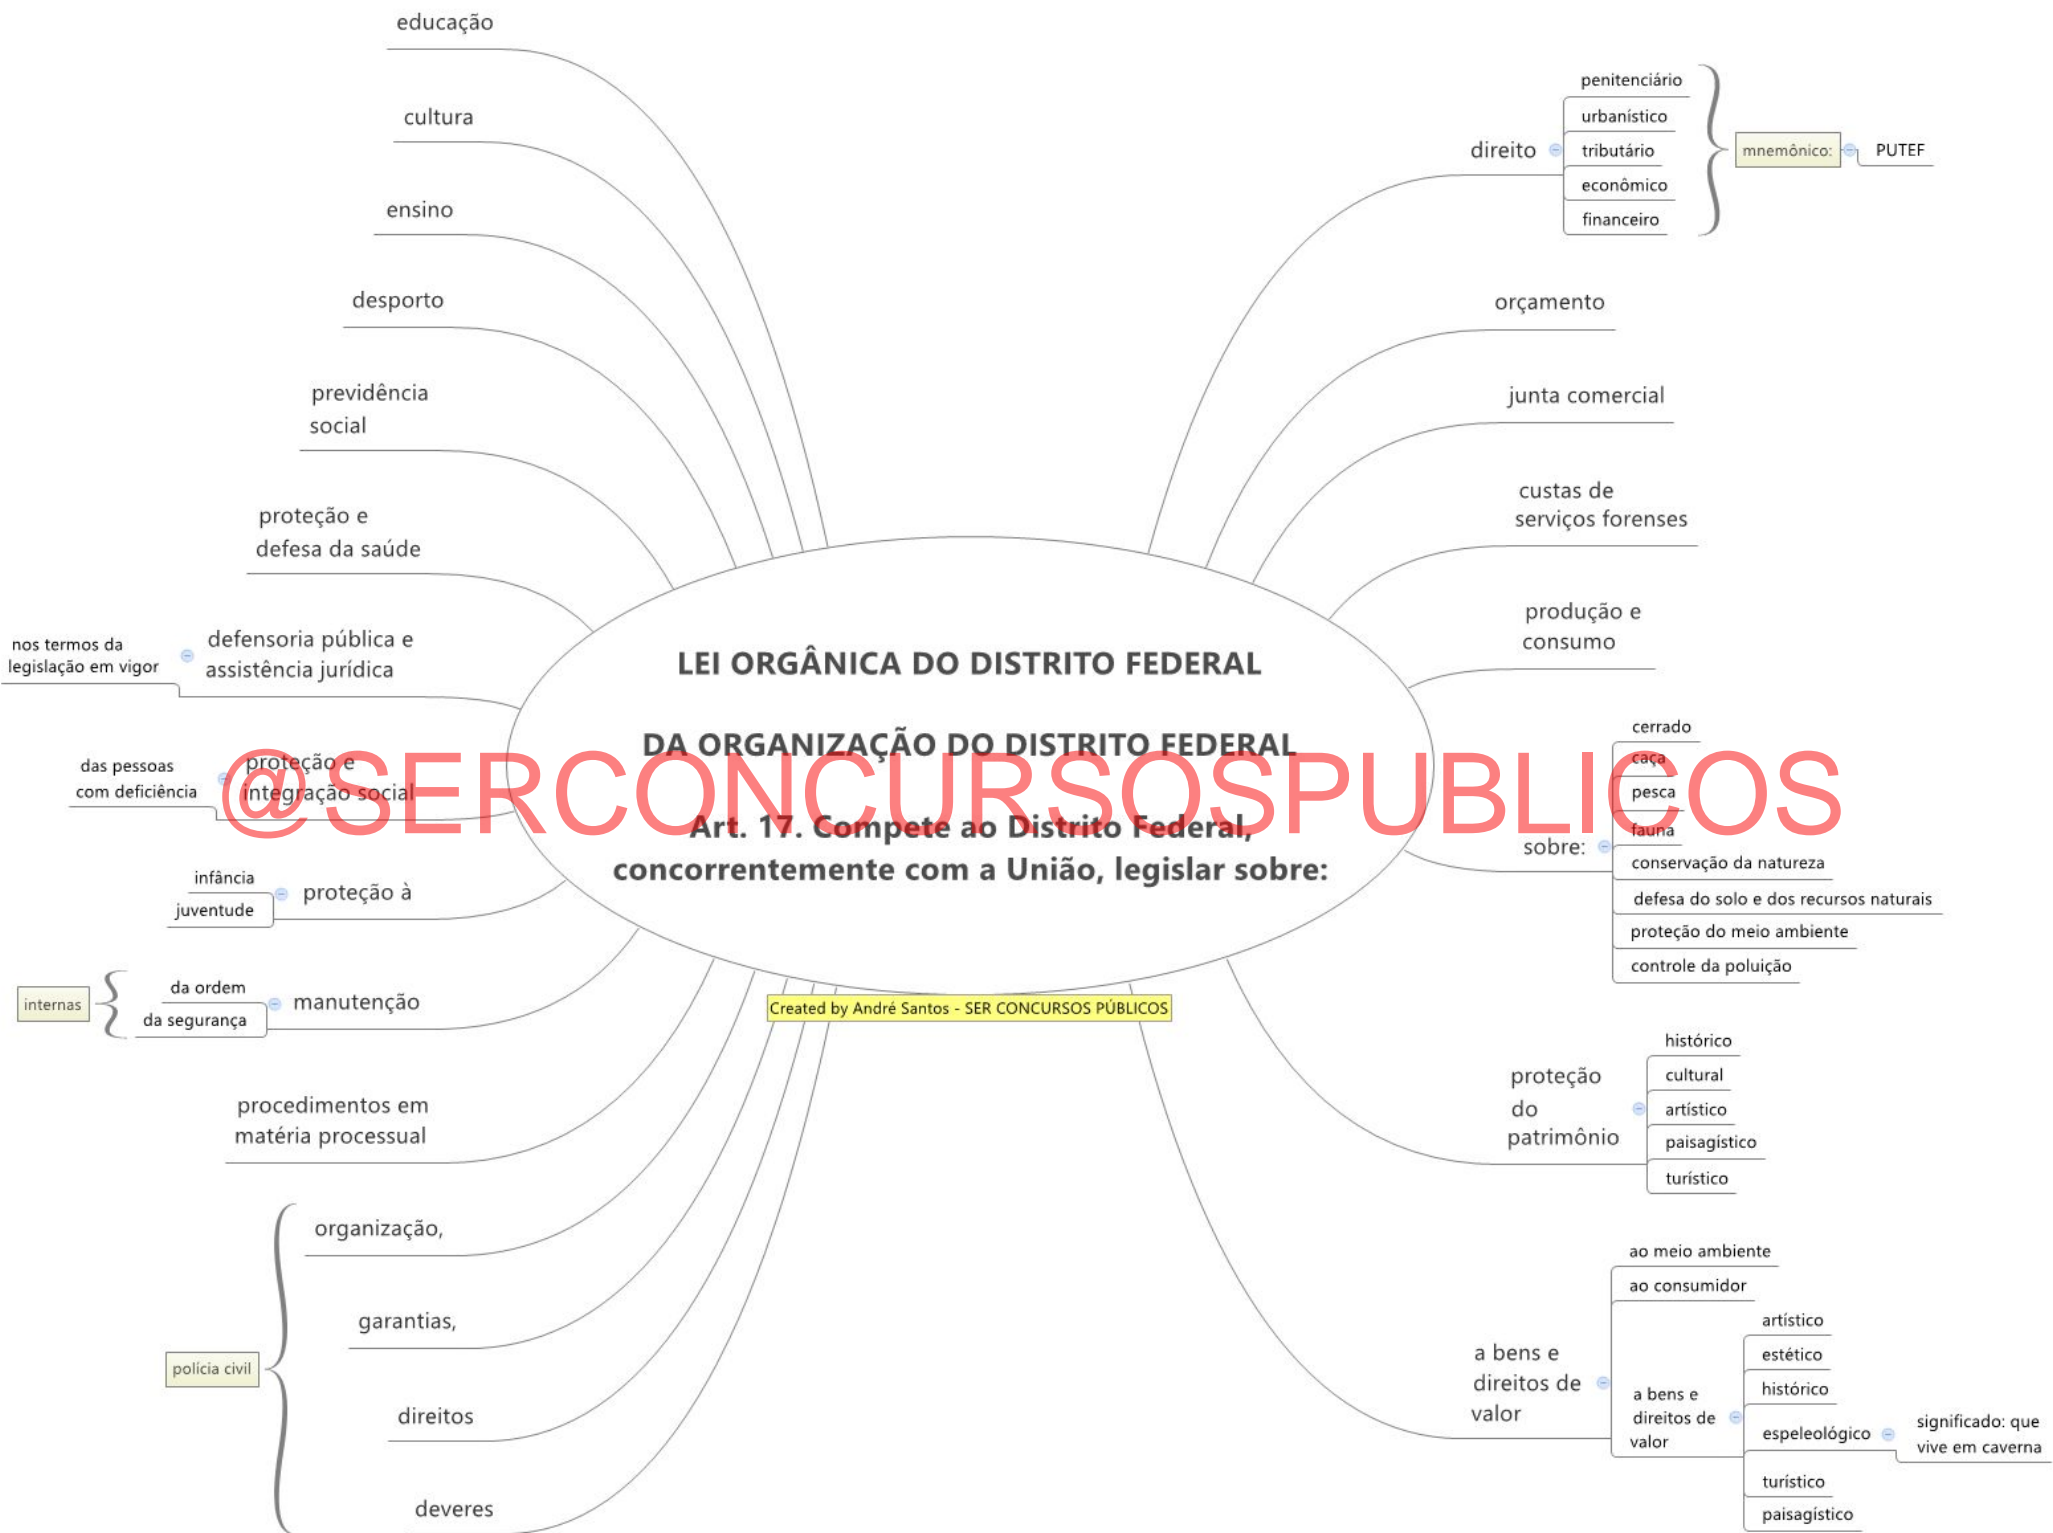 LEI ORGÂNICA DO DISTRITO FEDERAL
DA ORGANIZAÇÃO DO DISTRITO FEDERAL
Art. 17. Compete ao Distrito Federal,
concorrentemente com a União, legislar sobre:
Created by André Santos - SER CONCURSOS PÚBLICOS
@SERCONCURSOSPUBLICOS
direito
penitenciário
urbanístico
tributário
econômico
financeiro
mnemônico:
PUTEF
orçamento
junta comercial
custas de
serviços forenses
produção e
consumo
sobre:
cerrado
caça
pesca
fauna
conservação da natureza
defesa do solo e dos recursos naturais
proteção do meio ambiente
controle da poluição
proteção
do
patrimônio
histórico
cultural
artístico
paisagístico
turístico
a bens e
direitos de
valor
ao meio ambiente
ao consumidor
a bens e
direitos de
valor
artístico
estético
histórico
espeleológico
significado: que
vive em caverna
turístico
paisagístico
educação
cultura
ensino
desporto
previdência
social
proteção e
defesa da saúde
defensoria pública e
assistência jurídica
nos termos da
legislação em vigor
proteção e
integração social
das pessoas
com deficiência
proteção à
infância
juventude
manutenção
da ordem
da segurança
internas
procedimentos em
matéria processual
organização,
garantias,
direitos
deveres
polícia civil